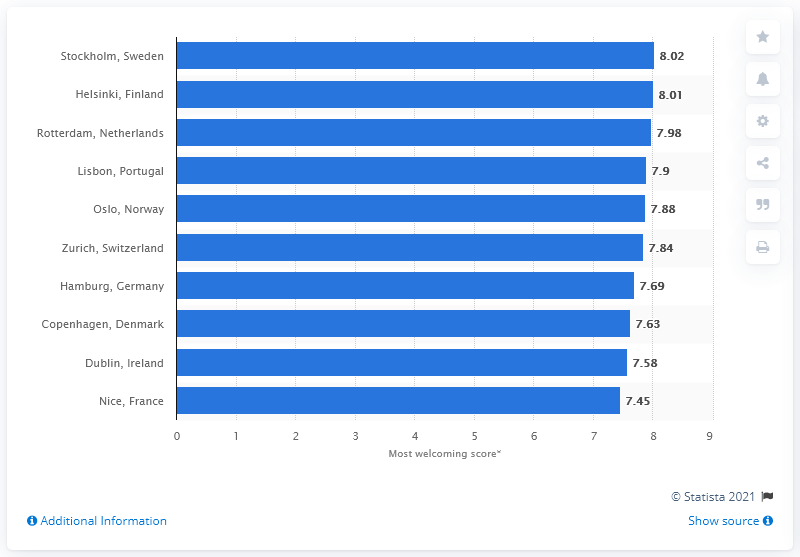 Stockholm, Sweden 8.02
Helsinki, Finland 8.01
Rotterdam, Netherlands 7.98
Lisbon, Portugal 7.9
Oslo, Norway 7.88
Zurich, Switzerland 7.84
Hamburg, Germany 7.69
Copenhagen, Denmark 7.63
Dublin, Ireland 7.58
Nice, France 7.45
0 1 2 3 4 5 6 7 8 9
Most welcoming score*
© Statista 2021
Additional Information Show source